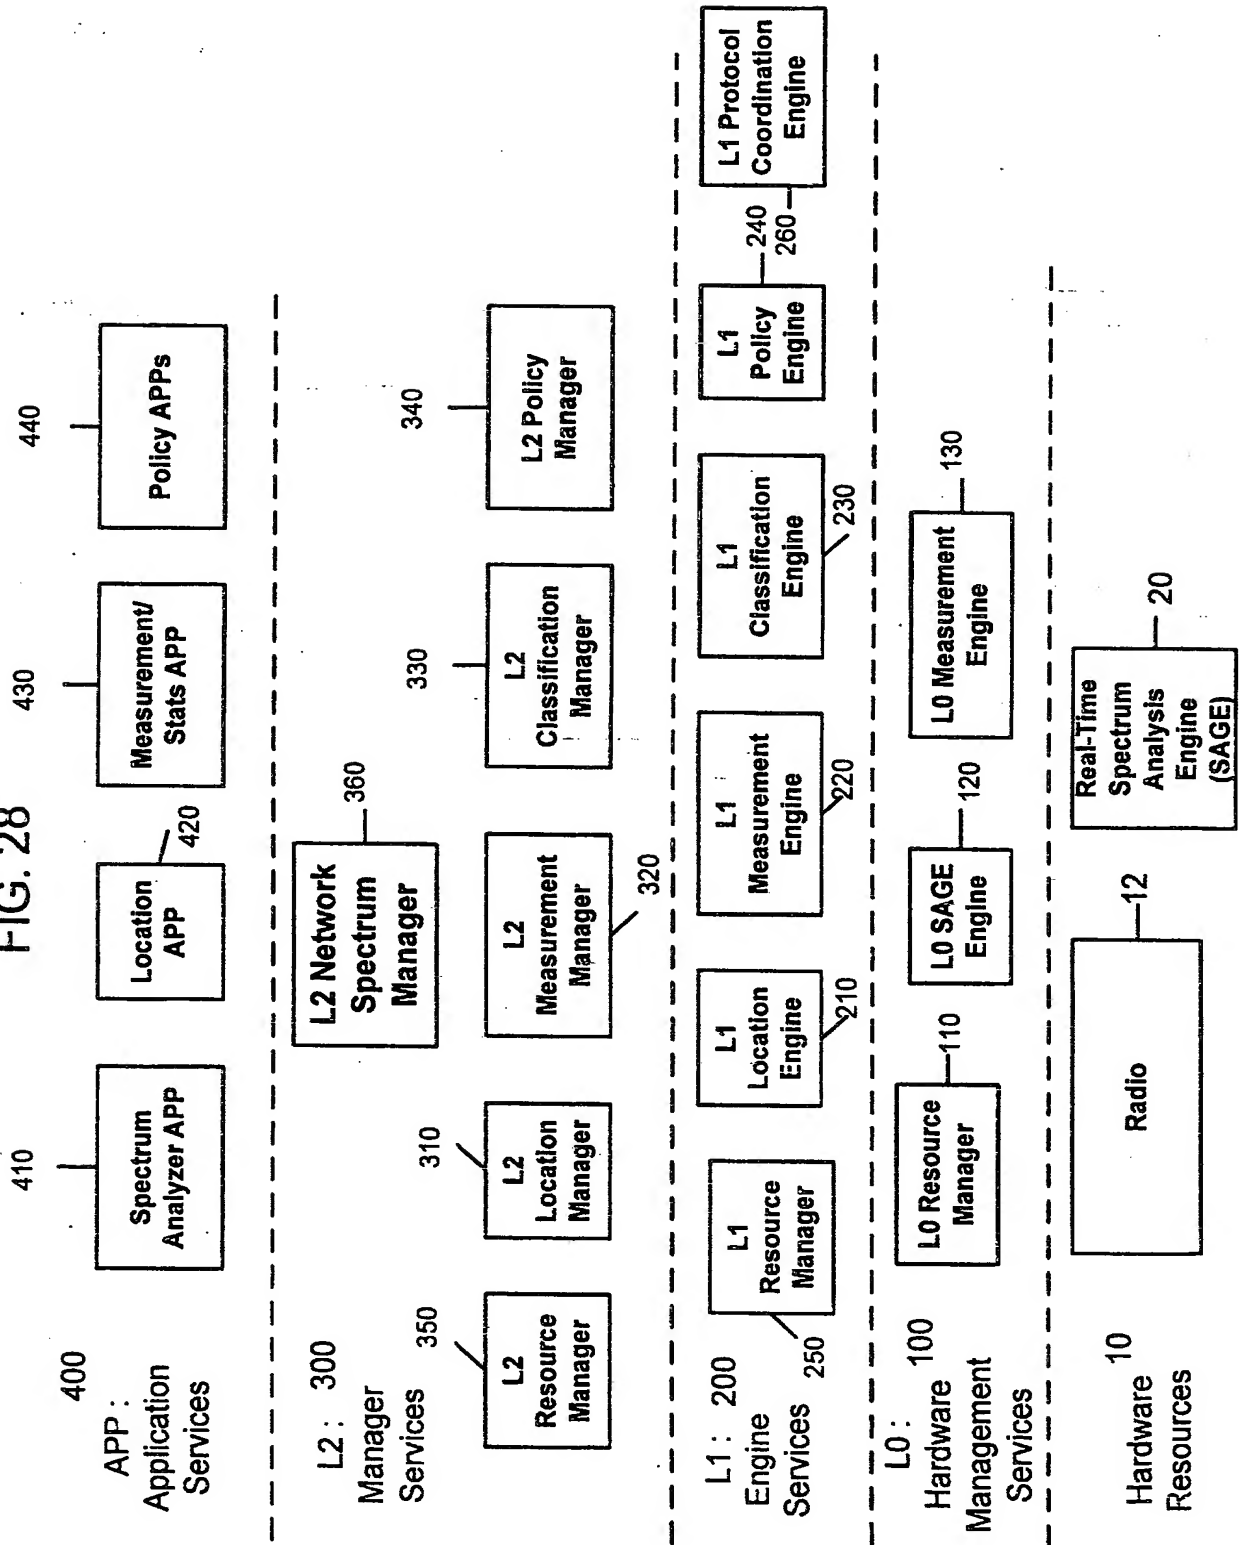 FIG. 28
400
APP :
Application
Services
410
Spectrum
Analyzer APP
Location
APP
420
430
Measurement/
Stats APP
440
Policy APPs
L2 : 300
Manager
Services
L2 Network
Spectrum
Manager
360
350
L2
Resource
Manager
310
L2
Location
Manager
L2
Measurement
Manager
320
330
L2
Classification
Manager
340
L2 Policy
Manager
L1 : 200
Engine
Services
L1
Resource
Manager
250
L1
Location
Engine
210
L1
Measurement
Engine
220
L1
Classification
Engine
230
L1
Policy
Engine
240
L1 Protocol
Coordination
Engine
260
L0 :
Hardware 100
Management
Services
L0 Resource
Manager
110
L0 SAGE
Engine
120
L0 Measurement
Engine
130
Hardware 10
Resources
Radio
12
Real-Time
Spectrum
Analysis
Engine
(SAGE)
20